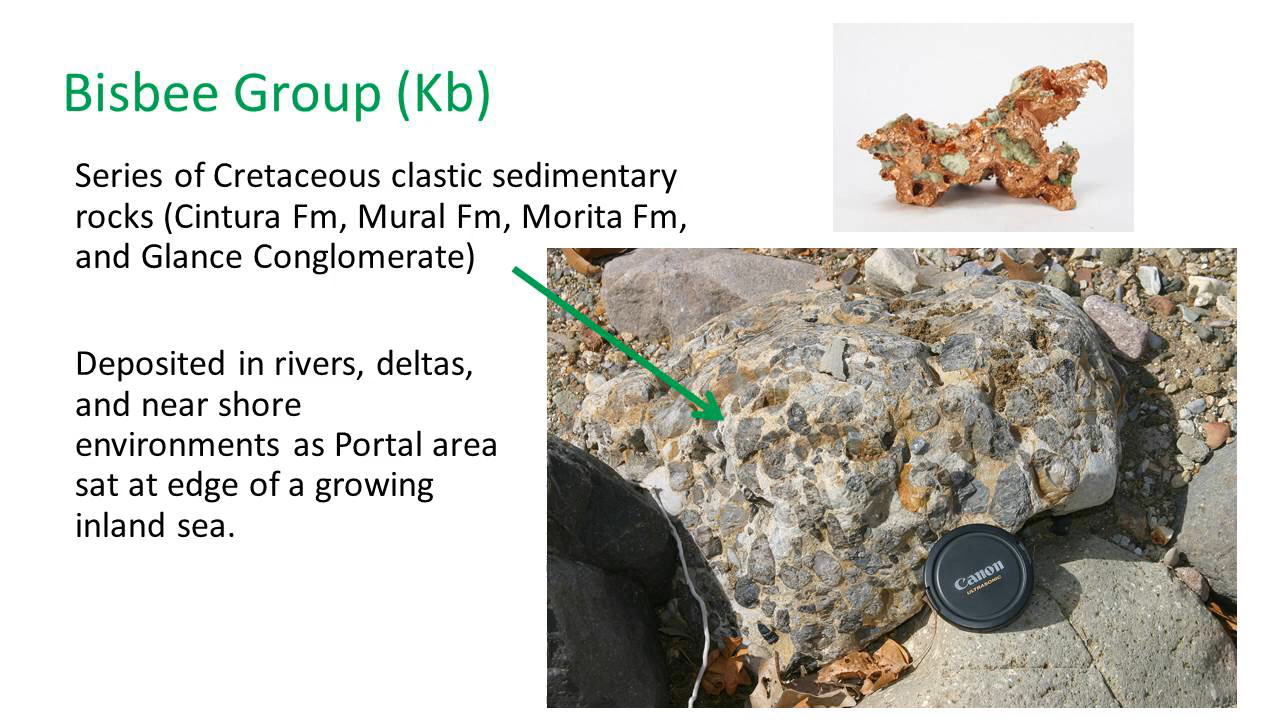 Bisbee Group (Kb)
Series of Cretaceous clastic sedimentary
rocks (Cintura Fm, Mural Fm, Morita Fm,
and Glance Conglomerate)
Deposited in rivers, deltas,
and near shore
environments as Portal area
sat at edge of a growing
inland sea.
Canon
ULTRASONIC